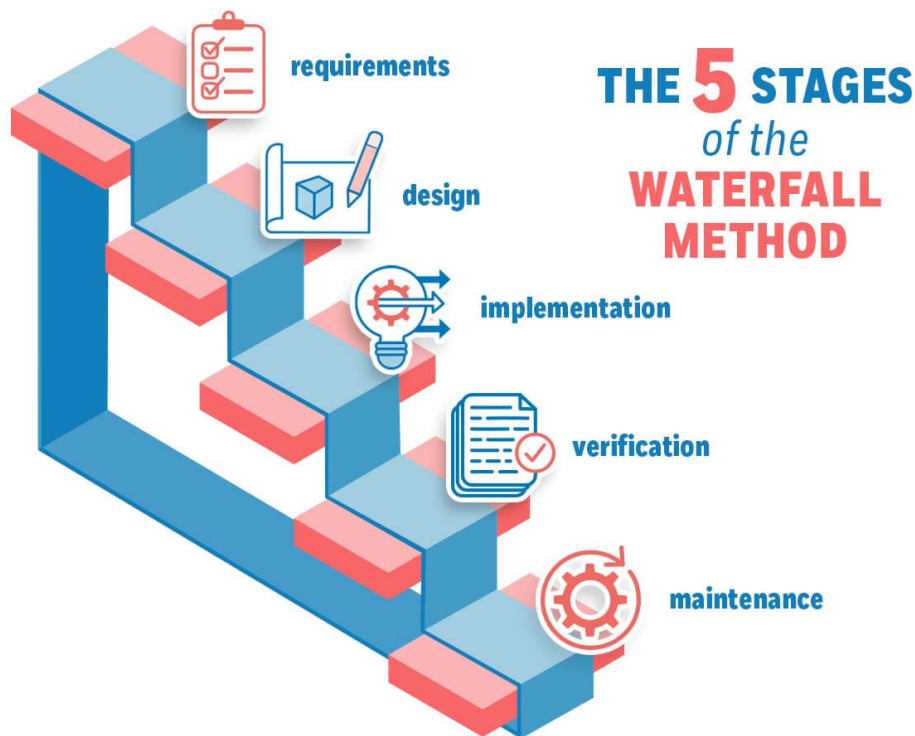 THE 5 STAGES
of the
WATERFALL
METHOD
requirements
design
implementation
verification
maintenance